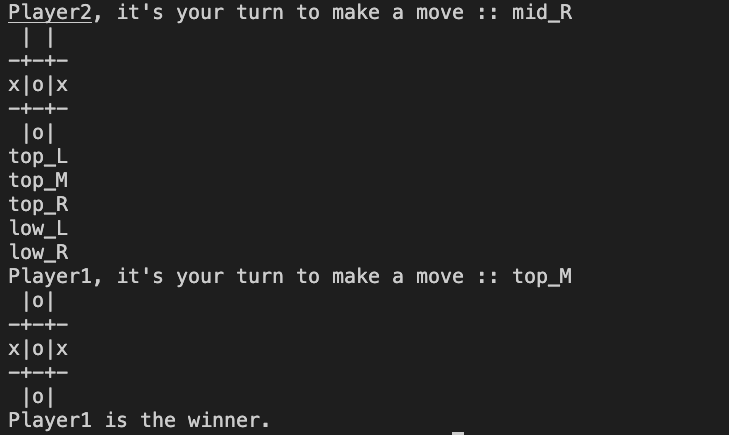 Player2, it's your turn to make a move :: mid_R
 | |
-+-+-
x|o|x
-+-+-
 |o|
top_L
top_M
top_R
low_L
low_R
Player1, it's your turn to make a move :: top_M
 |o|
-+-+-
x|o|x
-+-+-
 |o|
Player1 is the winner.